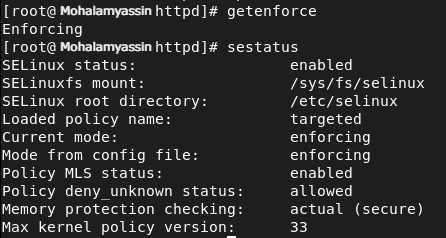 [root@ Mohalamyassin httpd]# getenforce
Enforcing
[root@ Mohalamyassin httpd]# sestatus
SELinux status:                 enabled
SELinuxfs mount:                /sys/fs/selinux
SELinux root directory:         /etc/selinux
Loaded policy name:             targeted
Current mode:                   enforcing
Mode from config file:          enforcing
Policy MLS status:              enabled
Policy deny_unknown status:     allowed
Memory protection checking:     actual (secure)
Max kernel policy version:      33